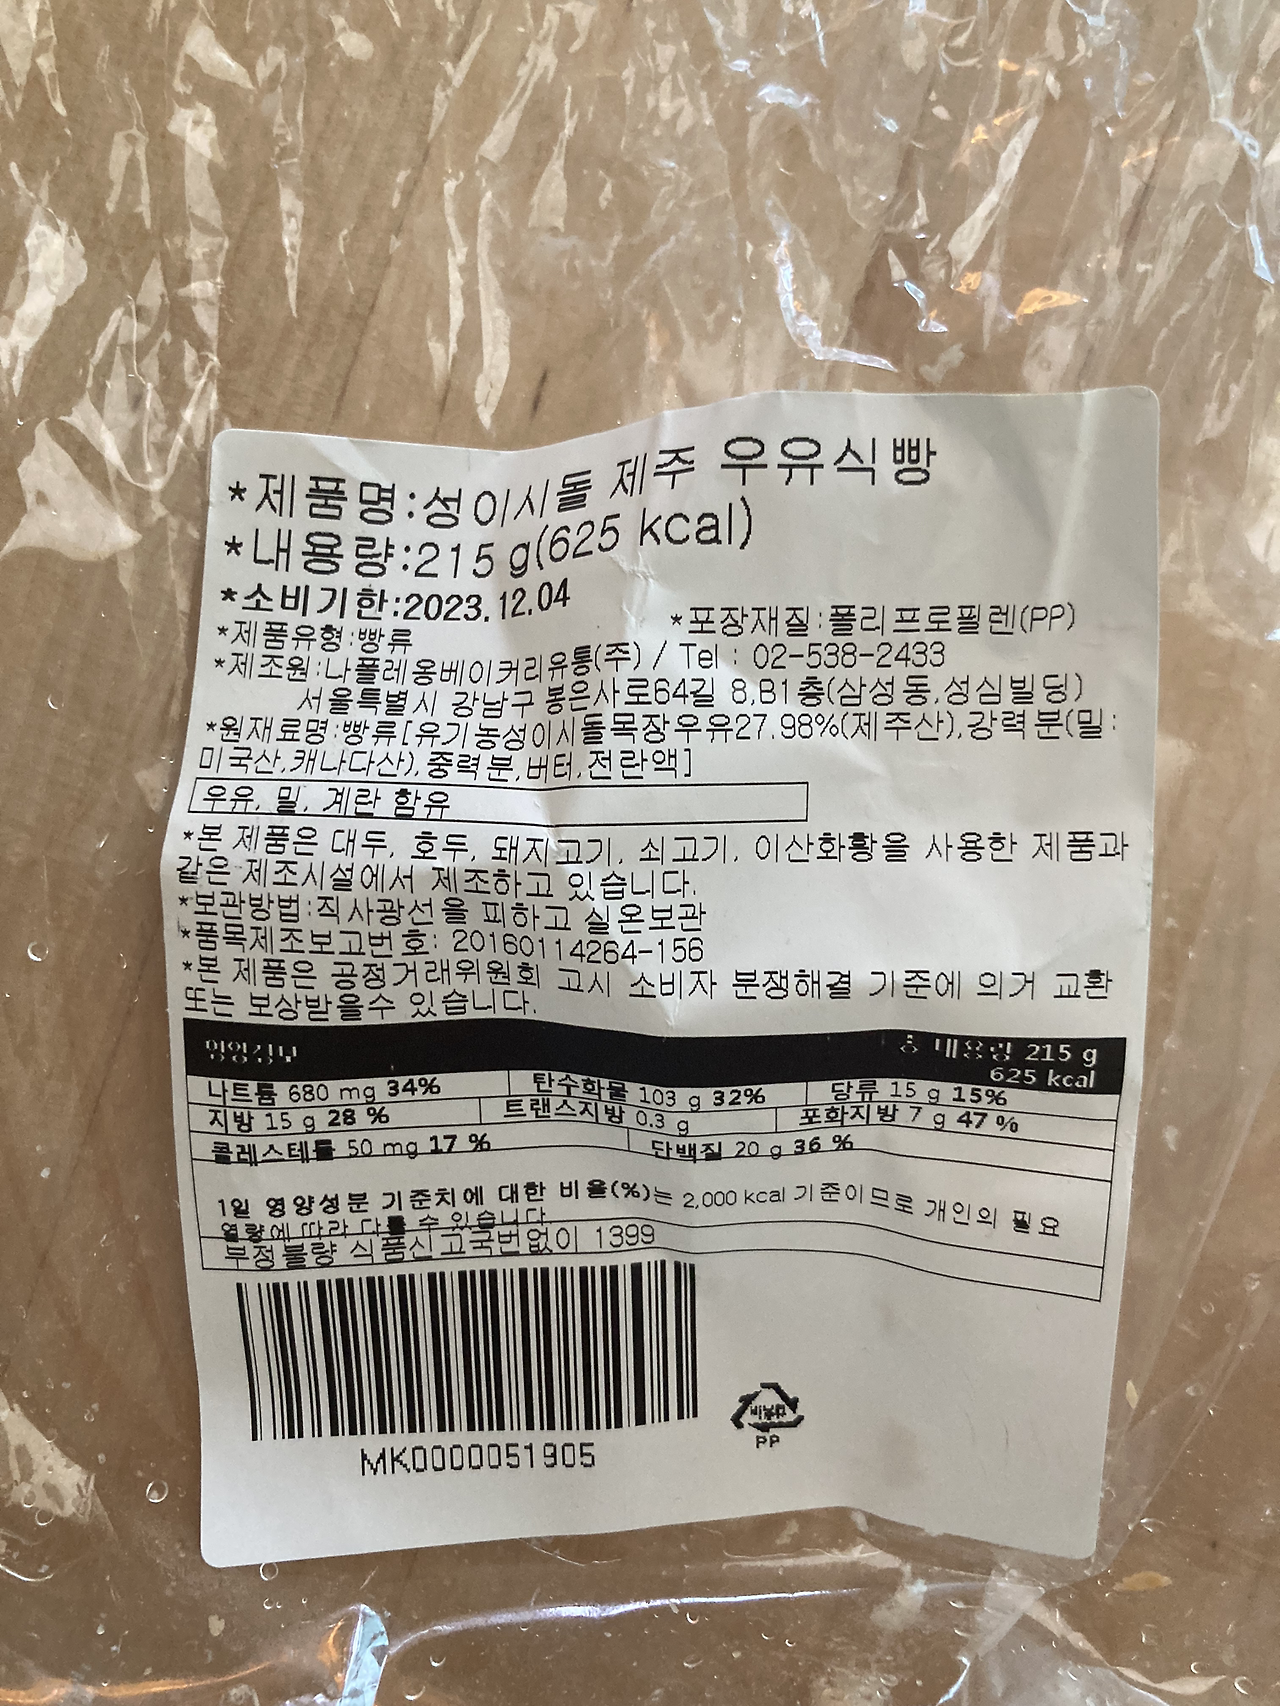 *제품명:성이시돌 제주 우유식빵
*내용량:215 g(625 kcal)
*소비기한:2023.12.04
*제품유형:빵류 *포장재질:폴리프로필렌(PP)
*제조원:나폴레옹베이커리유통(주) / Tel : 02-538-2433
서울특별시 강남구 봉은사로64길 8,B1층(삼성동,성심빌딩)
*원재료명:빵류[유기농성이시돌목장우유27.98%(제주산),강력분(밀:
미국산,캐나다산),중력분,버터,전란액]
우유, 밀, 계란 함유
*본 제품은 대두, 호두, 돼지고기, 쇠고기, 이산화황을 사용한 제품과
같은 제조시설에서 제조하고 있습니다.
*보관방법:직사광선을 피하고 실온보관
*품목제조보고번호: 20160114264-156
*본 제품은 공정거래위원회 고시 소비자 분쟁해결 기준에 의거 교환
또는 보상받을수 있습니다.
영양정보 총 내용량 215 g
625 kcal
나트륨 680 mg 34% 탄수화물 103 g 32% 당류 15 g 15%
지방 15 g 28 % 트랜스지방 0.3 g 포화지방 7 g 47 %
콜레스테롤 50 mg 17 % 단백질 20 g 36 %
1일 영양성분 기준치에 대한 비율(%)는 2,000 kcal 기준이므로 개인의 필요
열량에 따라 다를 수 있습니다.
부정불량 식품신고국번없이 1399
MK0000051905
비닐류
PP